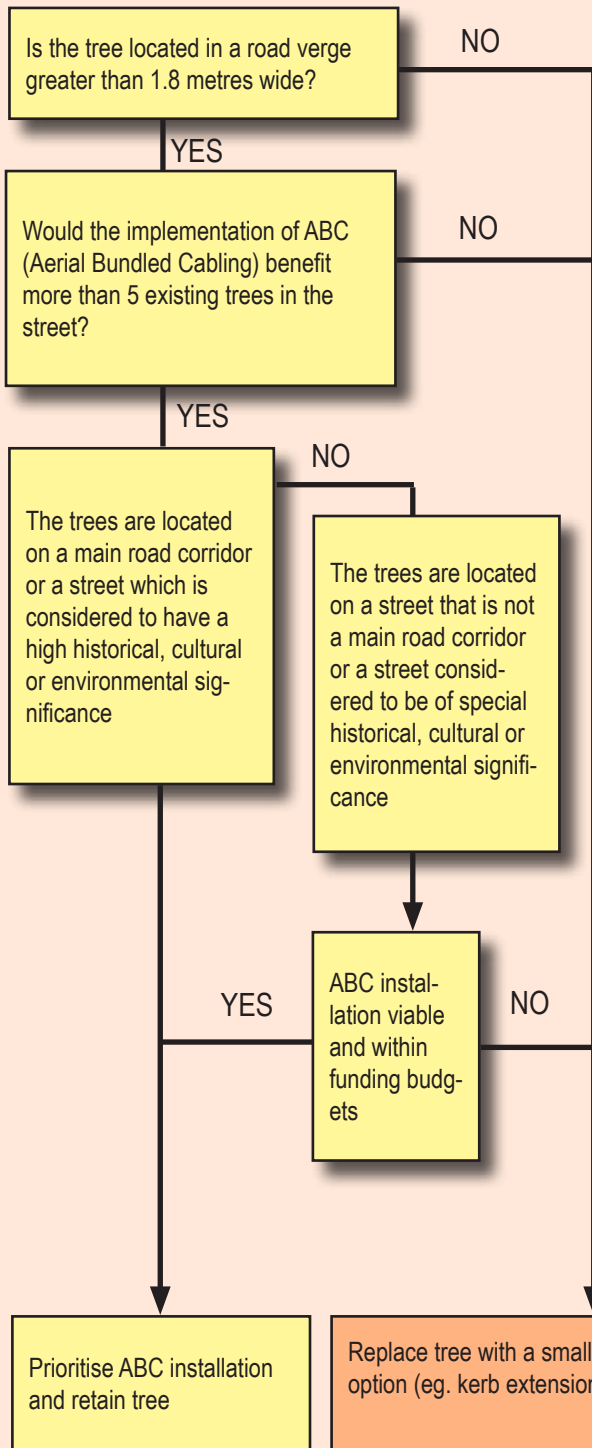 Is the tree located in a road verge
greater than 1.8 metres wide?
NO
YES
Would the implementation of ABC
(Aerial Bundled Cabling) benefit
more than 5 existing trees in the
street?
NO
YES
NO
The trees are located
on a main road corridor
or a street which is
considered to have a
high historical, cultural
or environmental sig-
nificance
The trees are located
on a street that is not
a main road corridor
or a street consid-
ered to be of special
historical, cultural or
environmental signifi-
cance
YES
ABC instal-
lation viable
and within
funding budg-
ets
NO
Prioritise ABC installation
and retain tree
Replace tree with a small
option (eg. kerb extension